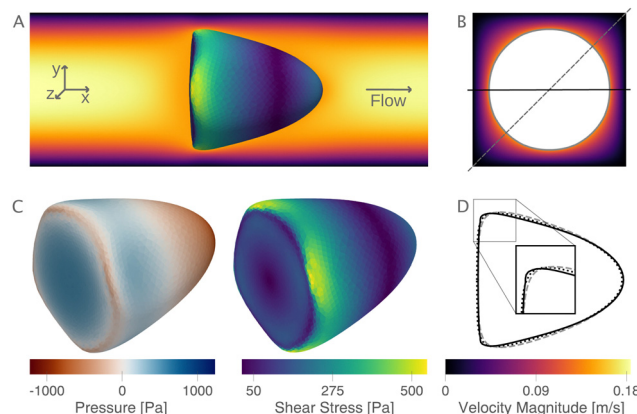 A
B
y
z
x
Flow
C
D
-1000
0
1000
Pressure [Pa]
50
275
500
Shear Stress [Pa]
0
0.09
0.18
Velocity Magnitude [m/s]